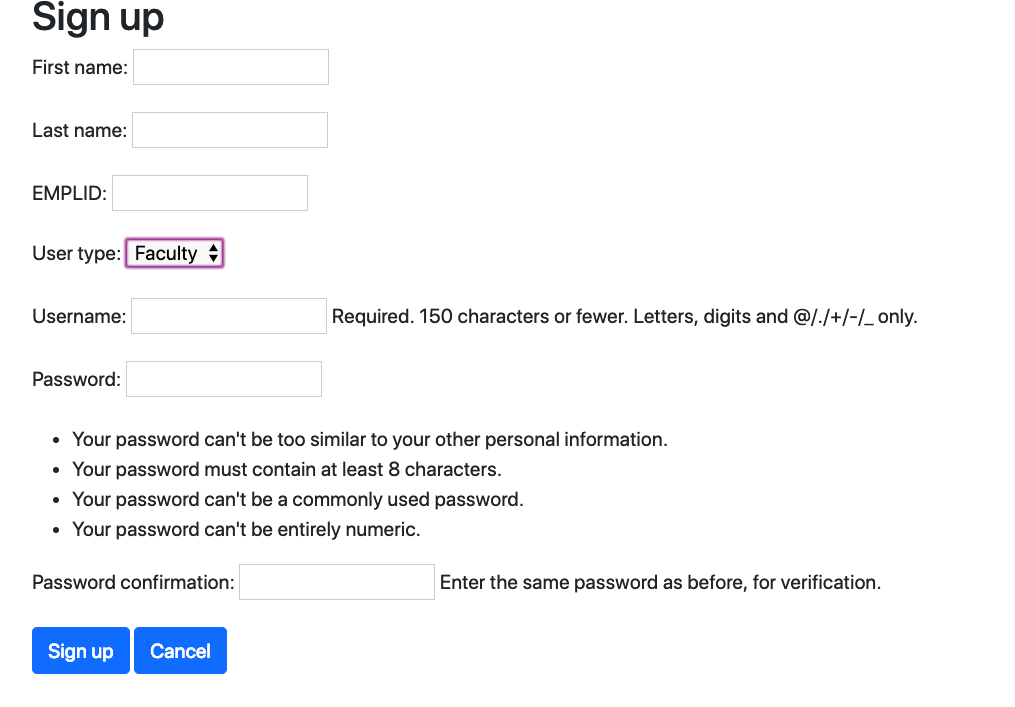 Sign up
First name:
Last name:
EMPLID:
User type: Faculty
Username: Required. 150 characters or fewer. Letters, digits and @/./+/-/_ only.
Password:
• Your password can't be too similar to your other personal information.
• Your password must contain at least 8 characters.
• Your password can't be a commonly used password.
• Your password can't be entirely numeric.
Password confirmation: Enter the same password as before, for verification.
Sign up Cancel